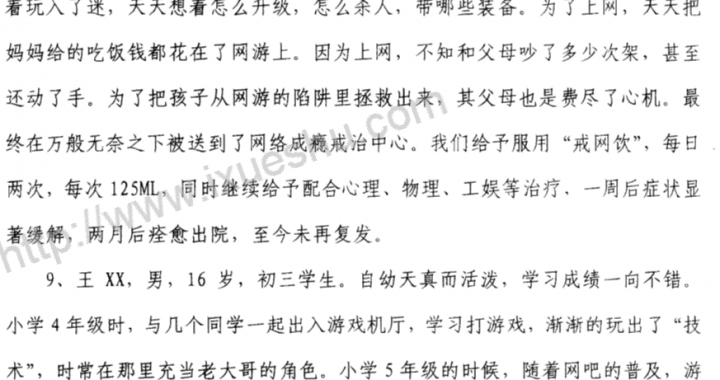 着玩入了迷，天天想着怎么升级，怎么杀人，带哪些装备。为了上网，天天把
妈妈给的吃饭钱都花在了网游上。因为上网，不知和父母吵了多少次架，甚至
还动了手。为了把孩子从网游的陷阱里拯救出来，其父母也是费尽了心机。最
终在万般无奈之下被送到了网络成瘾戒治中心。我们给予服用“戒网饮”，每日
两次，每次 125ML，同时继续给予配合心理、物理、工娱等治疗，一周后症状显
著缓解，两月后痊愈出院，至今未再复发。
9、王 XX，男，16 岁，初三学生。自幼天真而活泼，学习成绩一向不错。
小学 4 年级时，与几个同学一起出入游戏机厅，学习打游戏，渐渐的玩出了“技
术”，时常在那里充当老大哥的角色。小学 5 年级的时候，随着网吧的普及，游
http://www.ixueshu.com